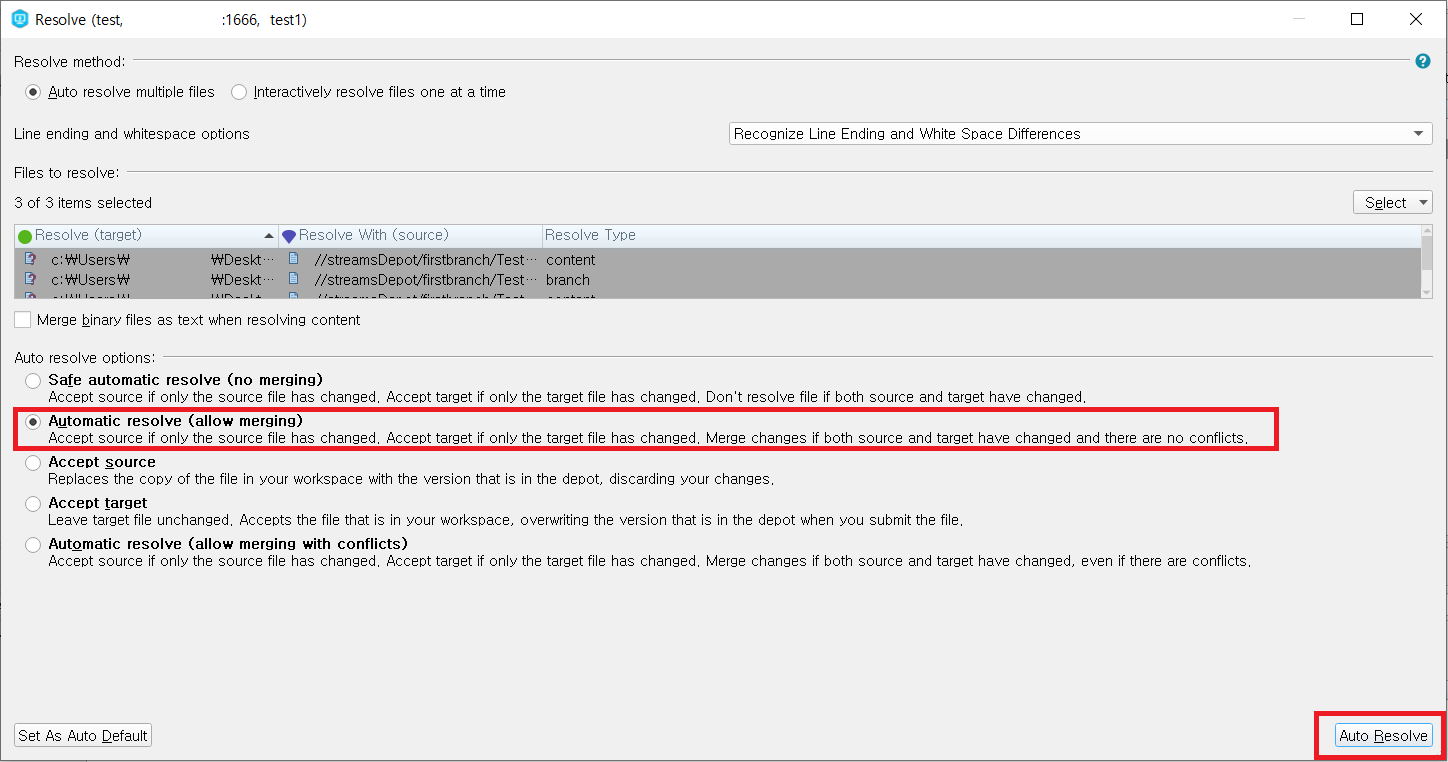 Resolve (test, :1666, test1)
Resolve method:
Auto resolve multiple files Interactively resolve files one at a time
Line ending and whitespace options Recognize Line Ending and White Space Differences
Files to resolve:
3 of 3 items selected Select
Resolve (target) Resolve With (source) Resolve Type
c:₩Users₩ ₩Deskt... //streamsDepot/firstbranch/Test... content
c:₩Users₩ ₩Deskt... //streamsDepot/firstbranch/Test... branch
c:₩Users₩ ₩Deskt... //streamsDepot/firstbranch/Test... content
Merge binary files as text when resolving content
Auto resolve options:
Safe automatic resolve (no merging)
Accept source if only the source file has changed. Accept target if only the target file has changed. Don't resolve file if both source and target have changed.
Automatic resolve (allow merging)
Accept source if only the source file has changed. Accept target if only the target file has changed. Merge changes if both source and target have changed and there are no conflicts.
Accept source
Replaces the copy of the file in your workspace with the version that is in the depot, discarding your changes.
Accept target
Leave target file unchanged. Accepts the file that is in your workspace, overwriting the version that is in the depot when you submit the file.
Automatic resolve (allow merging with conflicts)
Accept source if only the source file has changed. Accept target if only the target file has changed. Merge changes if both source and target have changed, even if there are conflicts.
Set As Auto Default Auto Resolve